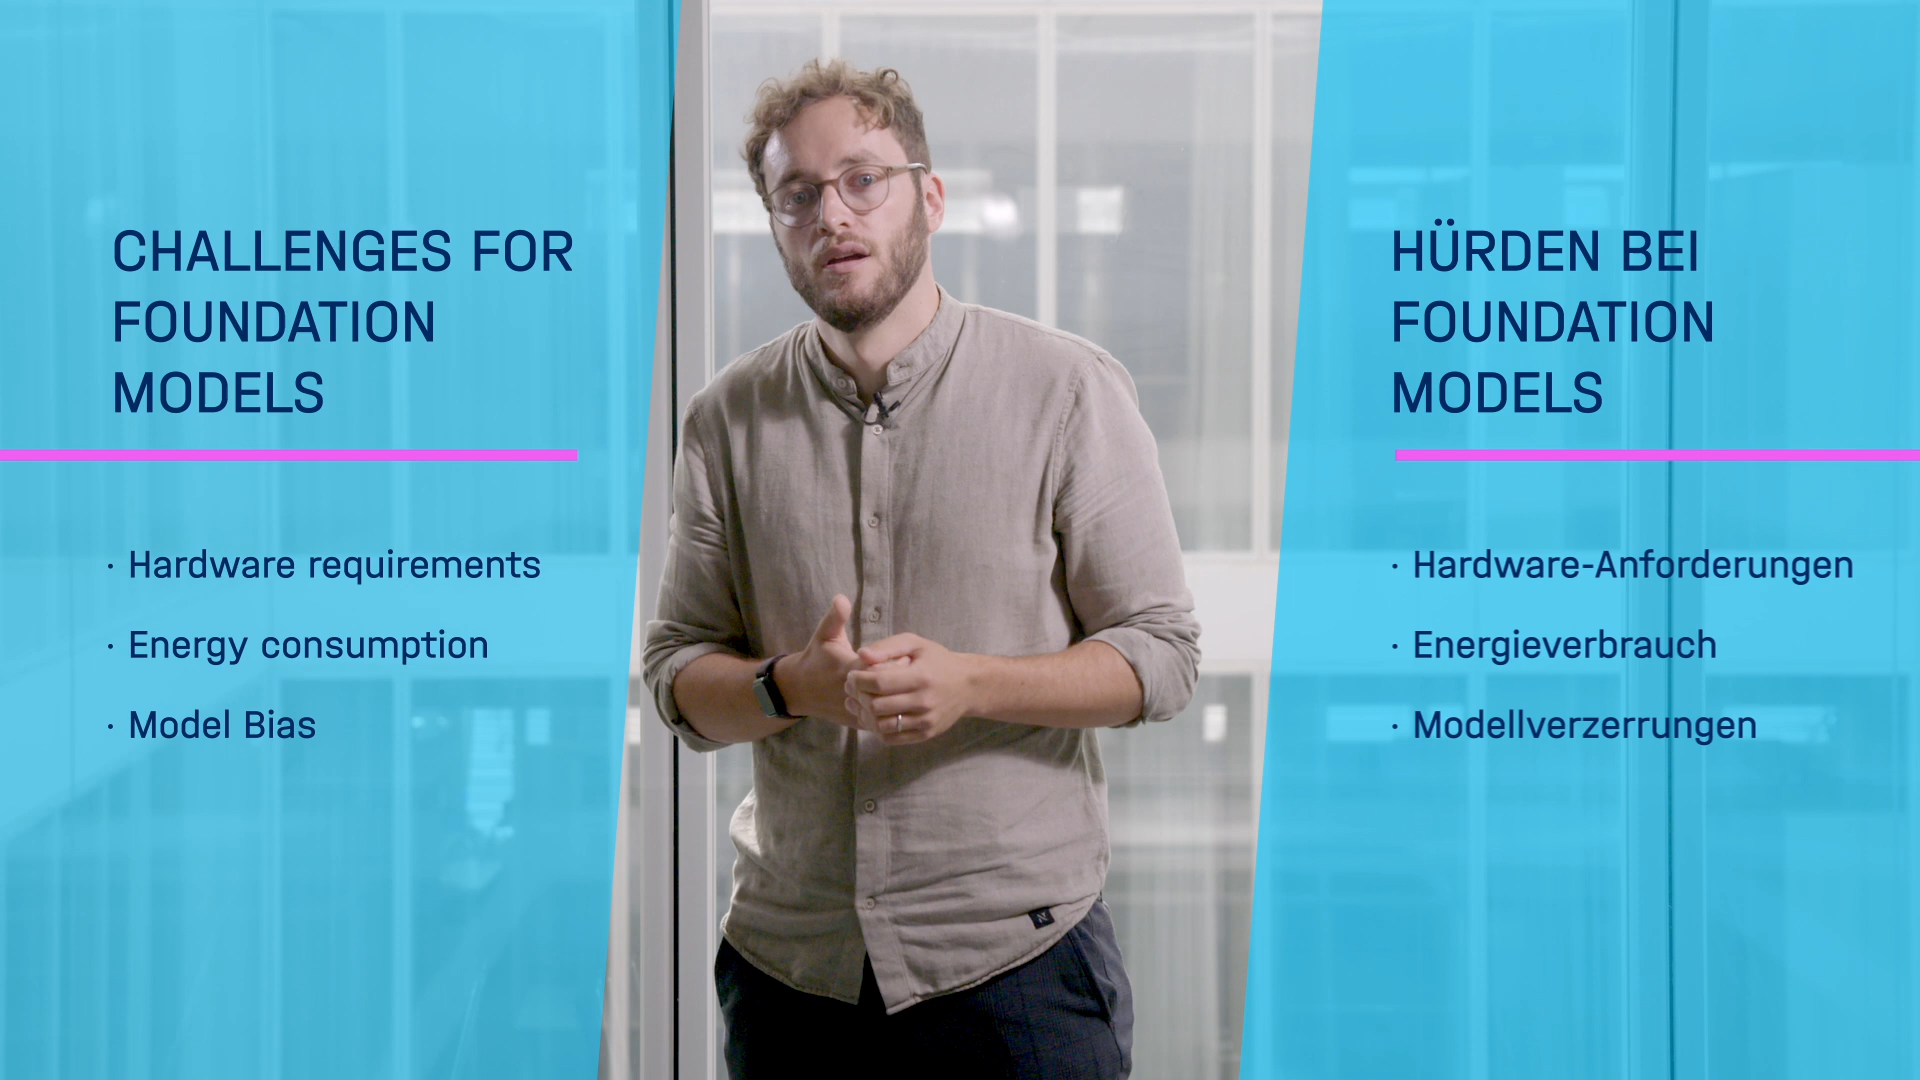 CHALLENGES FOR
FOUNDATION
MODELS
· Hardware requirements
· Energy consumption
· Model Bias
HÜRDEN BEI
FOUNDATION
MODELS
· Hardware-Anforderungen
· Energieverbrauch
· Modellverzerrungen